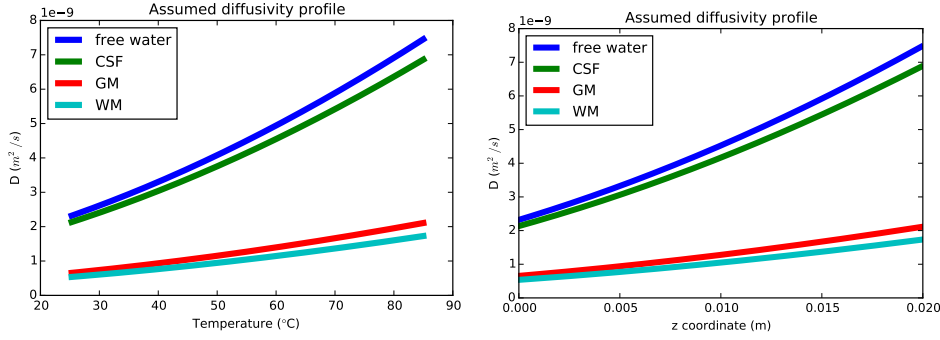 Assumed diffusivity profile
1e−9
8
7
6
5
4
3
2
1
0
D (m² /s)
free water
CSF
GM
WM
20 30 40 50 60 70 80 90
Temperature (°C)
Assumed diffusivity profile
1e−9
8
7
6
5
4
3
2
1
0
D (m² /s)
free water
CSF
GM
WM
0.000 0.005 0.010 0.015 0.020
z coordinate (m)